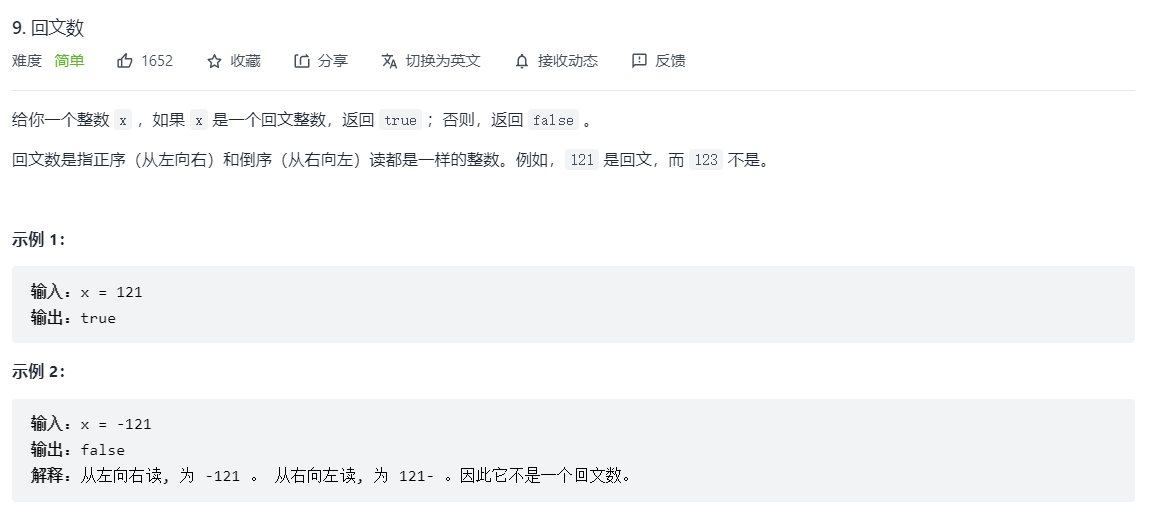 9. 回文数
难度 简单 1652 收藏 分享 切换为英文 接收动态 反馈
给你一个整数 x ，如果 x 是一个回文整数，返回 true ；否则，返回 false 。
回文数是指正序（从左向右）和倒序（从右向左）读都是一样的整数。例如，121 是回文，而 123 不是。
示例 1：
输入：x = 121
输出：true
示例 2：
输入：x = -121
输出：false
解释：从左向右读, 为 -121 。 从右向左读, 为 121- 。因此它不是一个回文数。